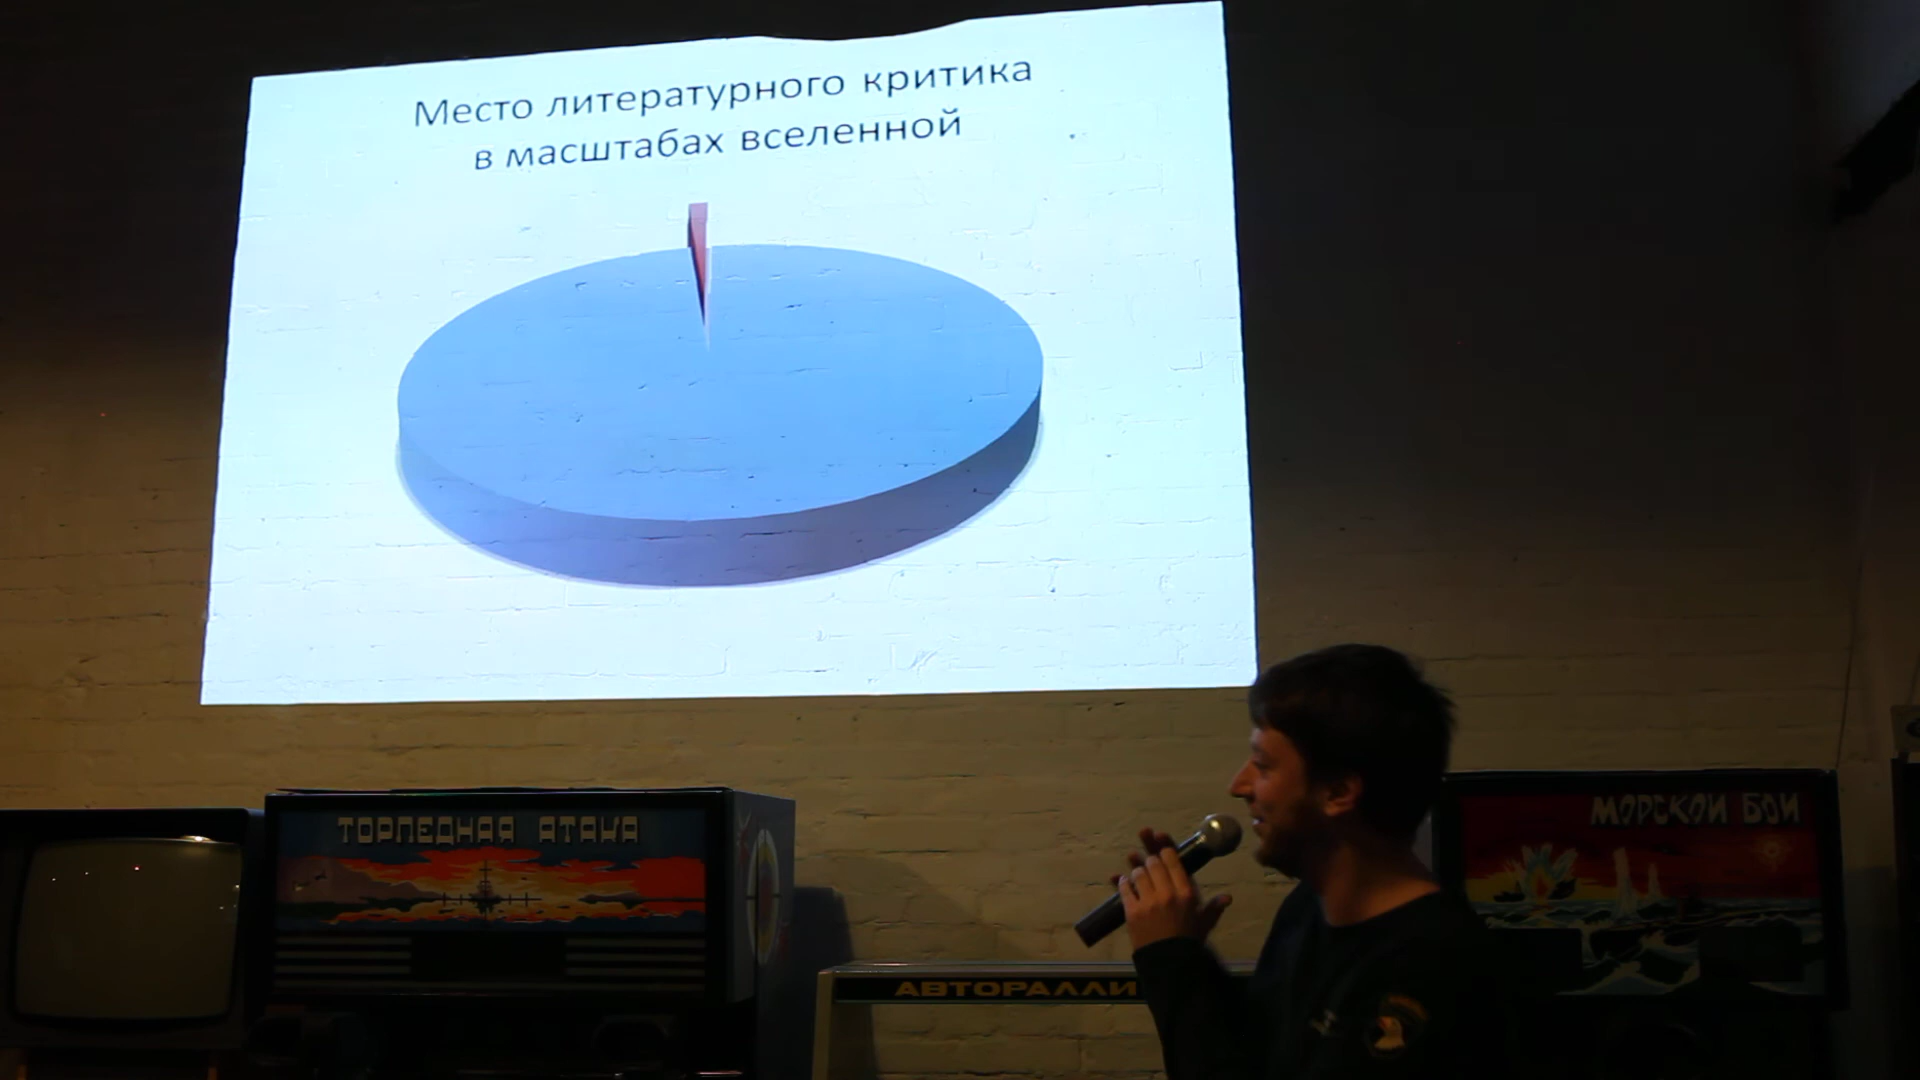 Место литературного критика
в масштабах вселенной
ТОРПЕДНАЯ АТАКА
МОРСКОЙ БОЙ
АВТОРАЛЛИ